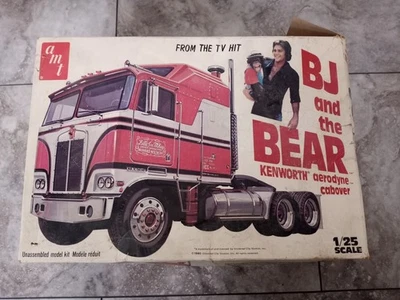 amt
FROM THE TV HIT
BJ
and
the
BEAR
KENWORTH aerodyne
cabover
1/25
SCALE
Unassembled model kit Modele réduit